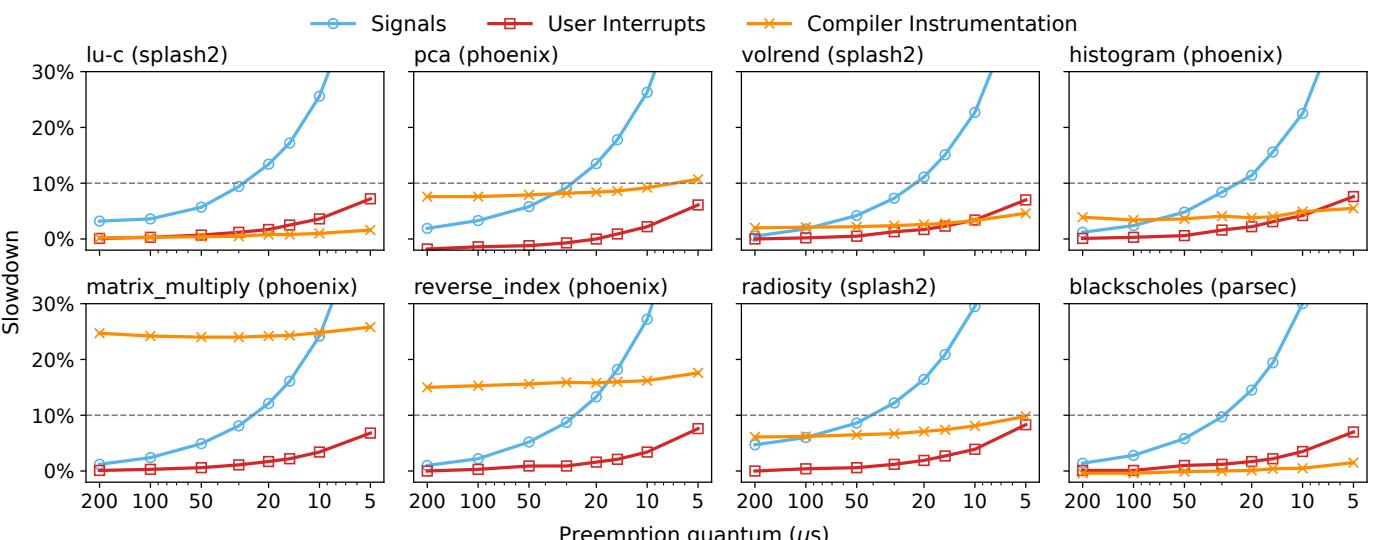 Signals User Interrupts Compiler Instrumentation
lu-c (splash2) pca (phoenix) volrend (splash2) histogram (phoenix)
30%
20%
10%
0%
Slowdown
matrix_multiply (phoenix) reverse_index (phoenix) radiosity (splash2) blackscholes (parsec)
30%
20%
10%
0%
200 100 50 20 10 5 200 100 50 20 10 5 200 100 50 20 10 5 200 100 50 20 10 5
Preemption quantum (μs)